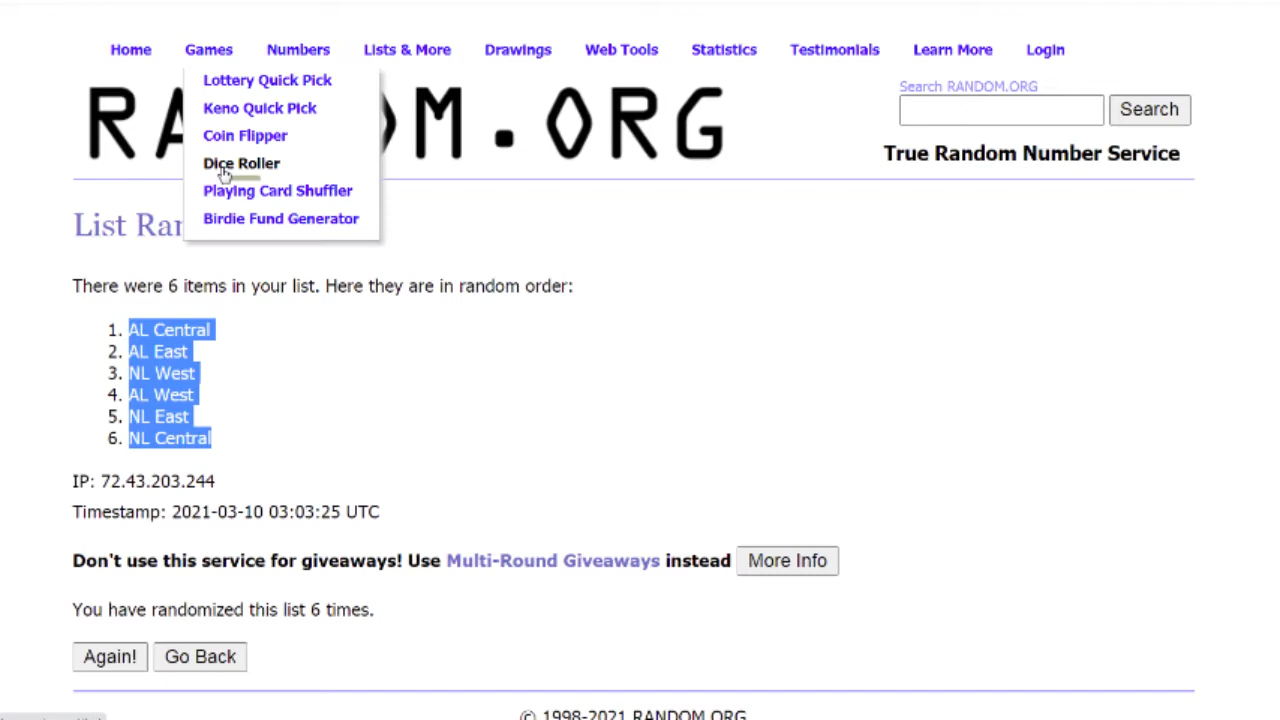 Home Games Numbers Lists & More Drawings Web Tools Statistics Testimonials Learn More Login
Lottery Quick Pick
Keno Quick Pick
Coin Flipper
Dice Roller
Playing Card Shuffler
Birdie Fund Generator
Search RANDOM.ORG
Search
True Random Number Service
There were 6 items in your list. Here they are in random order:
1. AL Central
2. AL East
3. NL West
4. AL West
5. NL East
6. NL Central
IP: 72.43.203.244
Timestamp: 2021-03-10 03:03:25 UTC
Don't use this service for giveaways! Use Multi-Round Giveaways instead More Info
You have randomized this list 6 times.
Again! Go Back
© 1998-2021 RANDOM.ORG